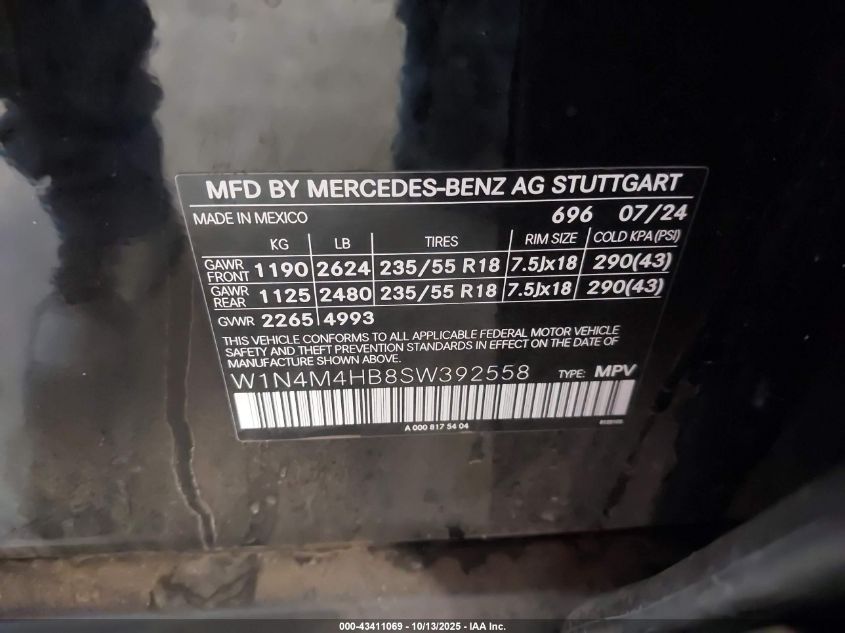 MFD BY MERCEDES-BENZ AG STUTTGART
MADE IN MEXICO 696 07/24
KG LB TIRES RIM SIZE COLD KPA (PSI)
GAWR FRONT 1190 2624 235/55 R18 7.5Jx18 290(43)
GAWR REAR 1125 2480 235/55 R18 7.5Jx18 290(43)
GVWR 2265 4993
THIS VEHICLE CONFORMS TO ALL APPLICABLE FEDERAL MOTOR VEHICLE
SAFETY AND THEFT PREVENTION STANDARDS IN EFFECT ON THE DATE OF
MANUFACTURE SHOWN ABOVE.
W1N4M4HB8SW392558 TYPE: MPV
A 000 817 54 04
000-43411069 - 10/13/2025 - IAA Inc.